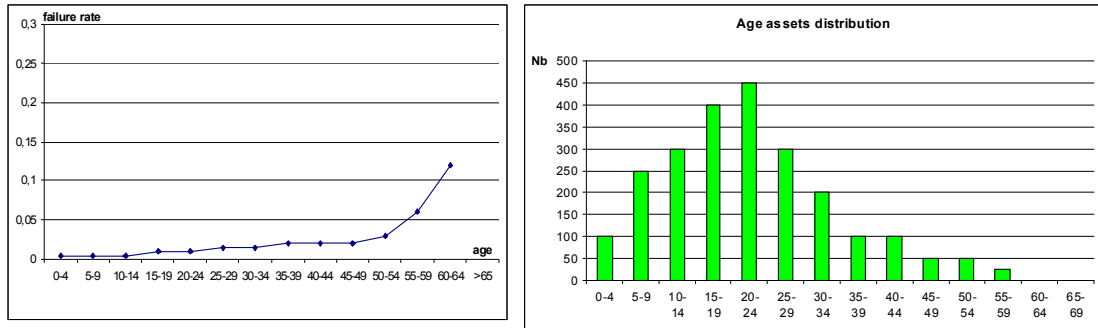 failure rate
0,3
0,25
0,2
0,15
0,1
0,05
0
age
0-4 5-9 10-14 15-19 20-24 25-29 30-34 35-39 40-44 45-49 50-54 55-59 60-64 >65
Age assets distribution
Nb
500
450
400
350
300
250
200
150
100
50
0
0-4 5-9 10- 15- 20- 25- 30- 35- 40- 45- 50- 55- 60- 65-
14 19 24 29 34 39 44 49 54 59 64 69